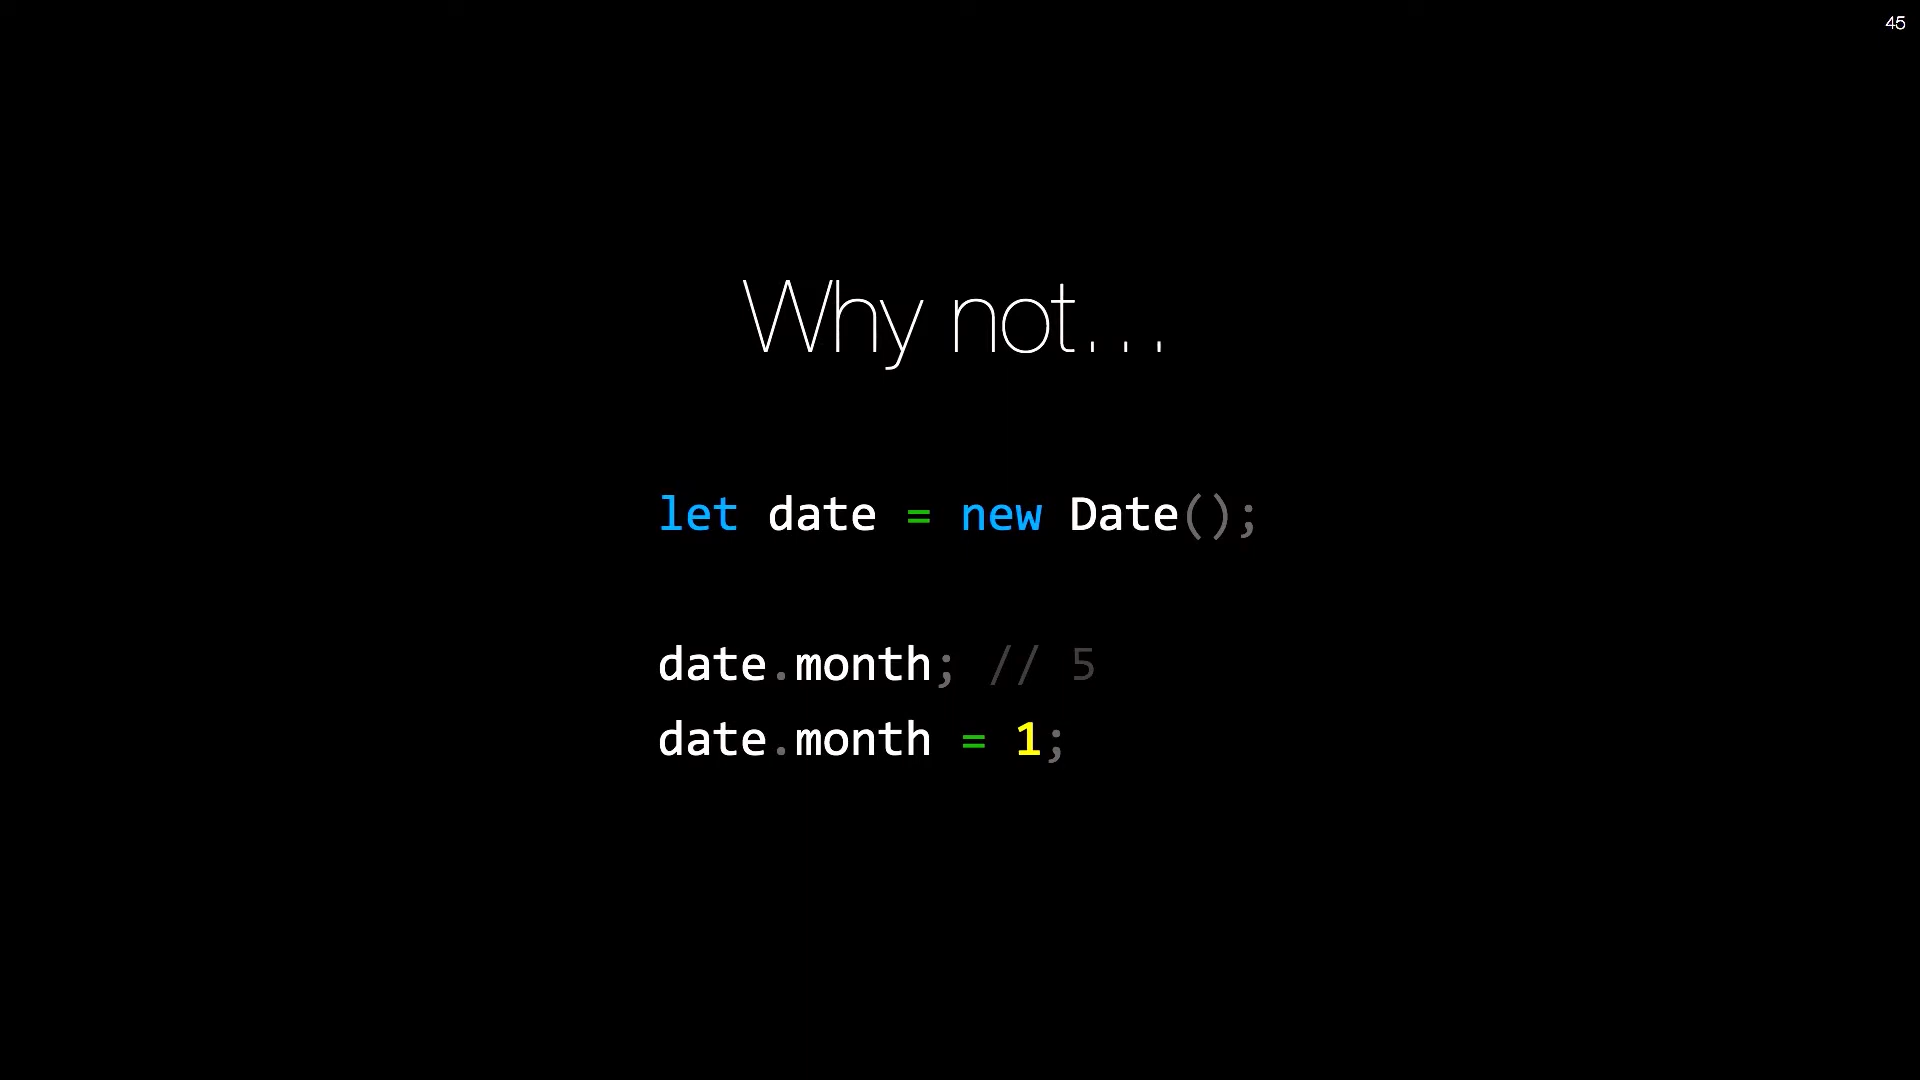 45
Why not…
let date = new Date();
date.month; // 5
date.month = 1;